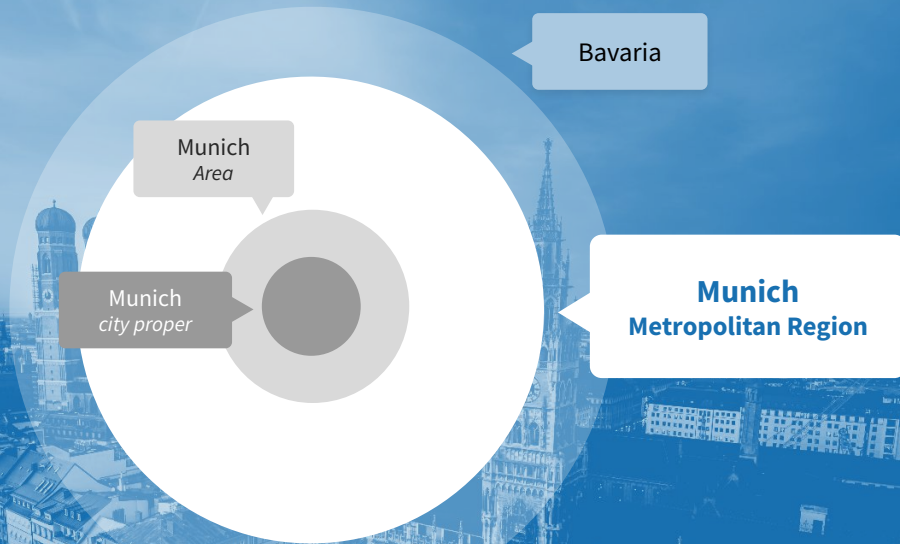 Bavaria
Munich
Area
Munich
Metropolitan Region
Munich
city proper